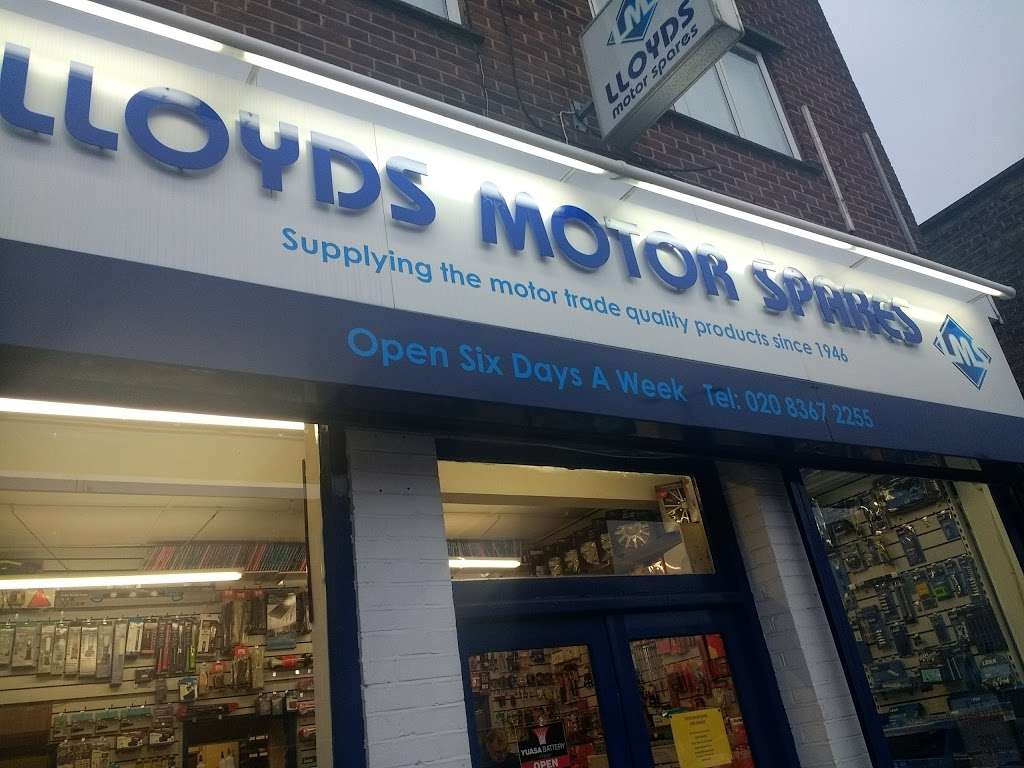 LLOYDS
motor spares
LLOYDS MOTOR SPARES
Supplying the motor trade quality products since 1946
Open Six Days A Week Tel: 020 8367 2255
YUASA BATTERY
OPEN